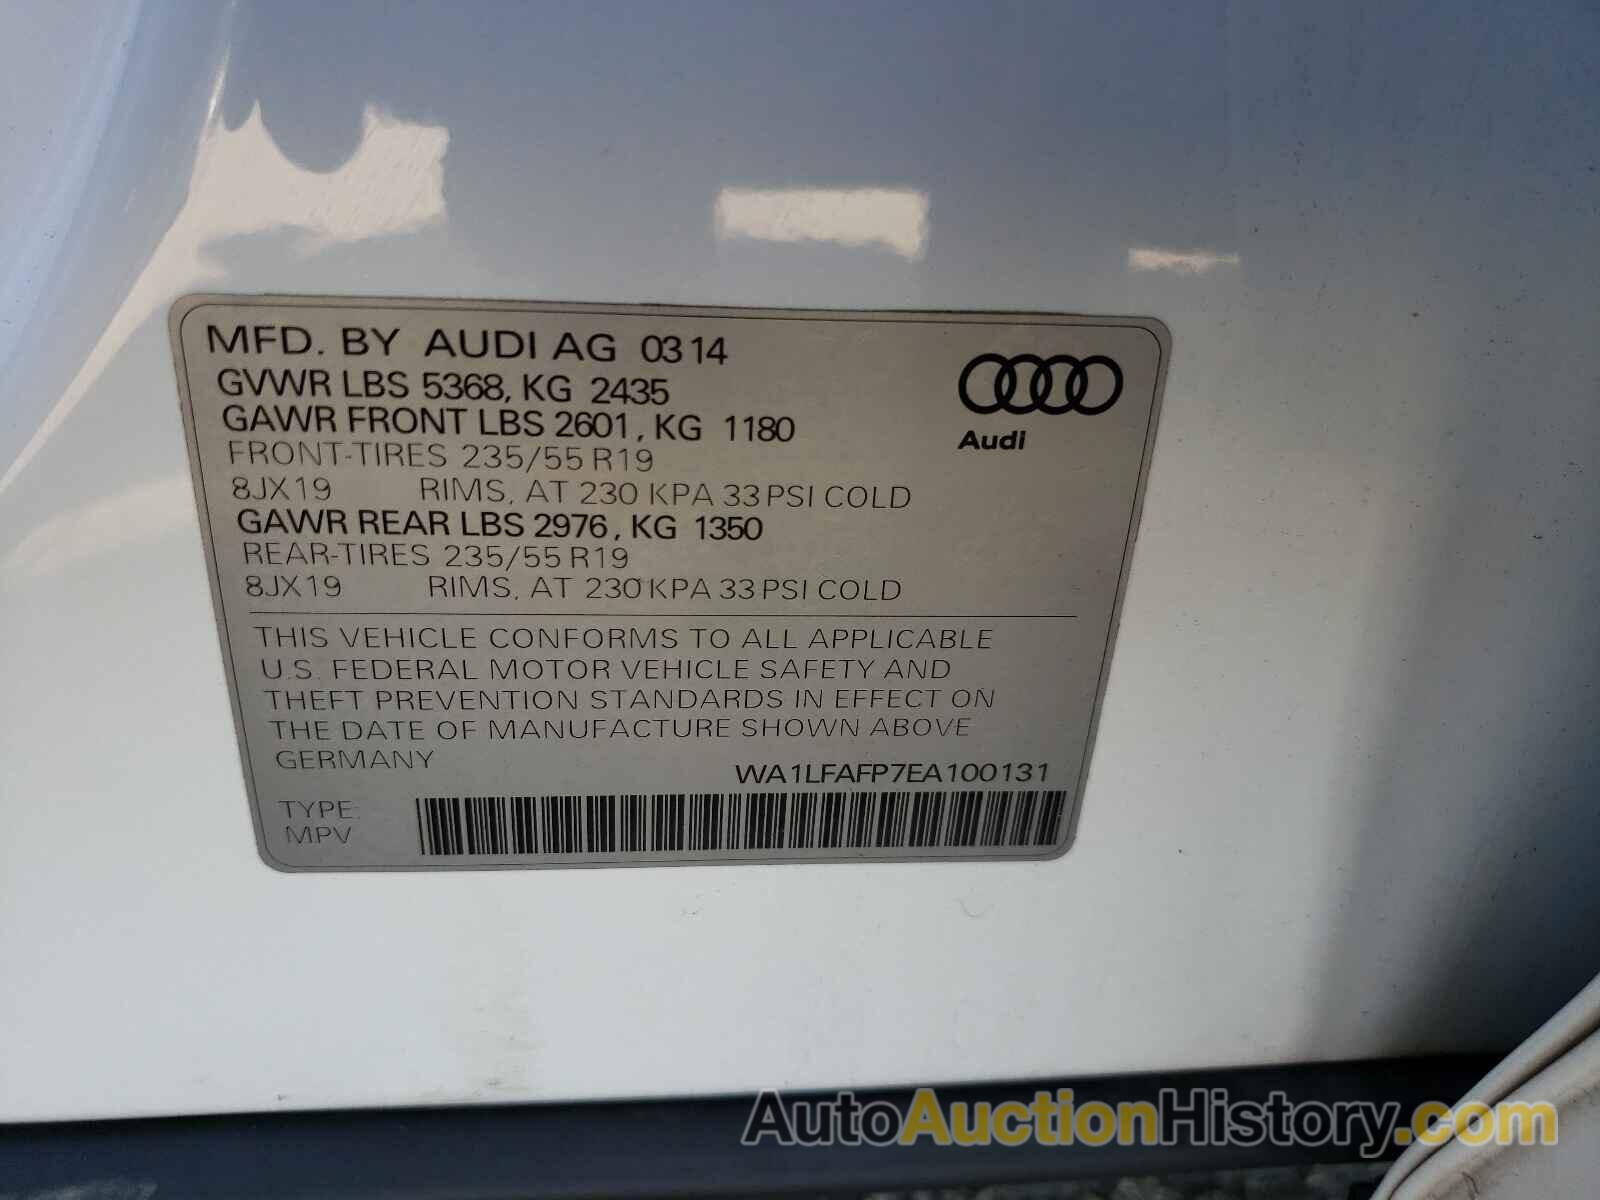 MFD. BY AUDI AG 0314
GVWR LBS 5368, KG 2435
GAWR FRONT LBS 2601, KG 1180
FRONT-TIRES 235/55 R19
8JX19 RIMS, AT 230 KPA 33 PSI COLD
GAWR REAR LBS 2976, KG 1350
REAR-TIRES 235/55 R19
8JX19 RIMS, AT 230 KPA 33 PSI COLD
Audi
THIS VEHICLE CONFORMS TO ALL APPLICABLE
U.S. FEDERAL MOTOR VEHICLE SAFETY AND
THEFT PREVENTION STANDARDS IN EFFECT ON
THE DATE OF MANUFACTURE SHOWN ABOVE
GERMANY
WA1LFAFP7EA100131
TYPE:
MPV
AutoAuctionHistory.com